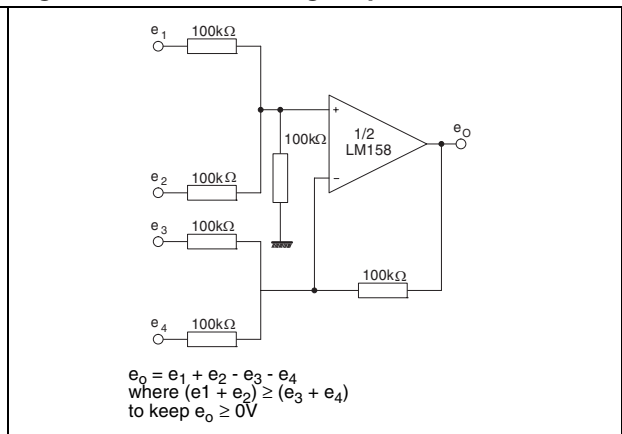 e1 100kΩ
+
1/2
LM158
eO
100kΩ
e2 100kΩ
-
e3 100kΩ
100kΩ
e4 100kΩ
eo = e1 + e2 - e3 - e4
where (e1 + e2) ≥ (e3 + e4)
to keep eo ≥ 0V